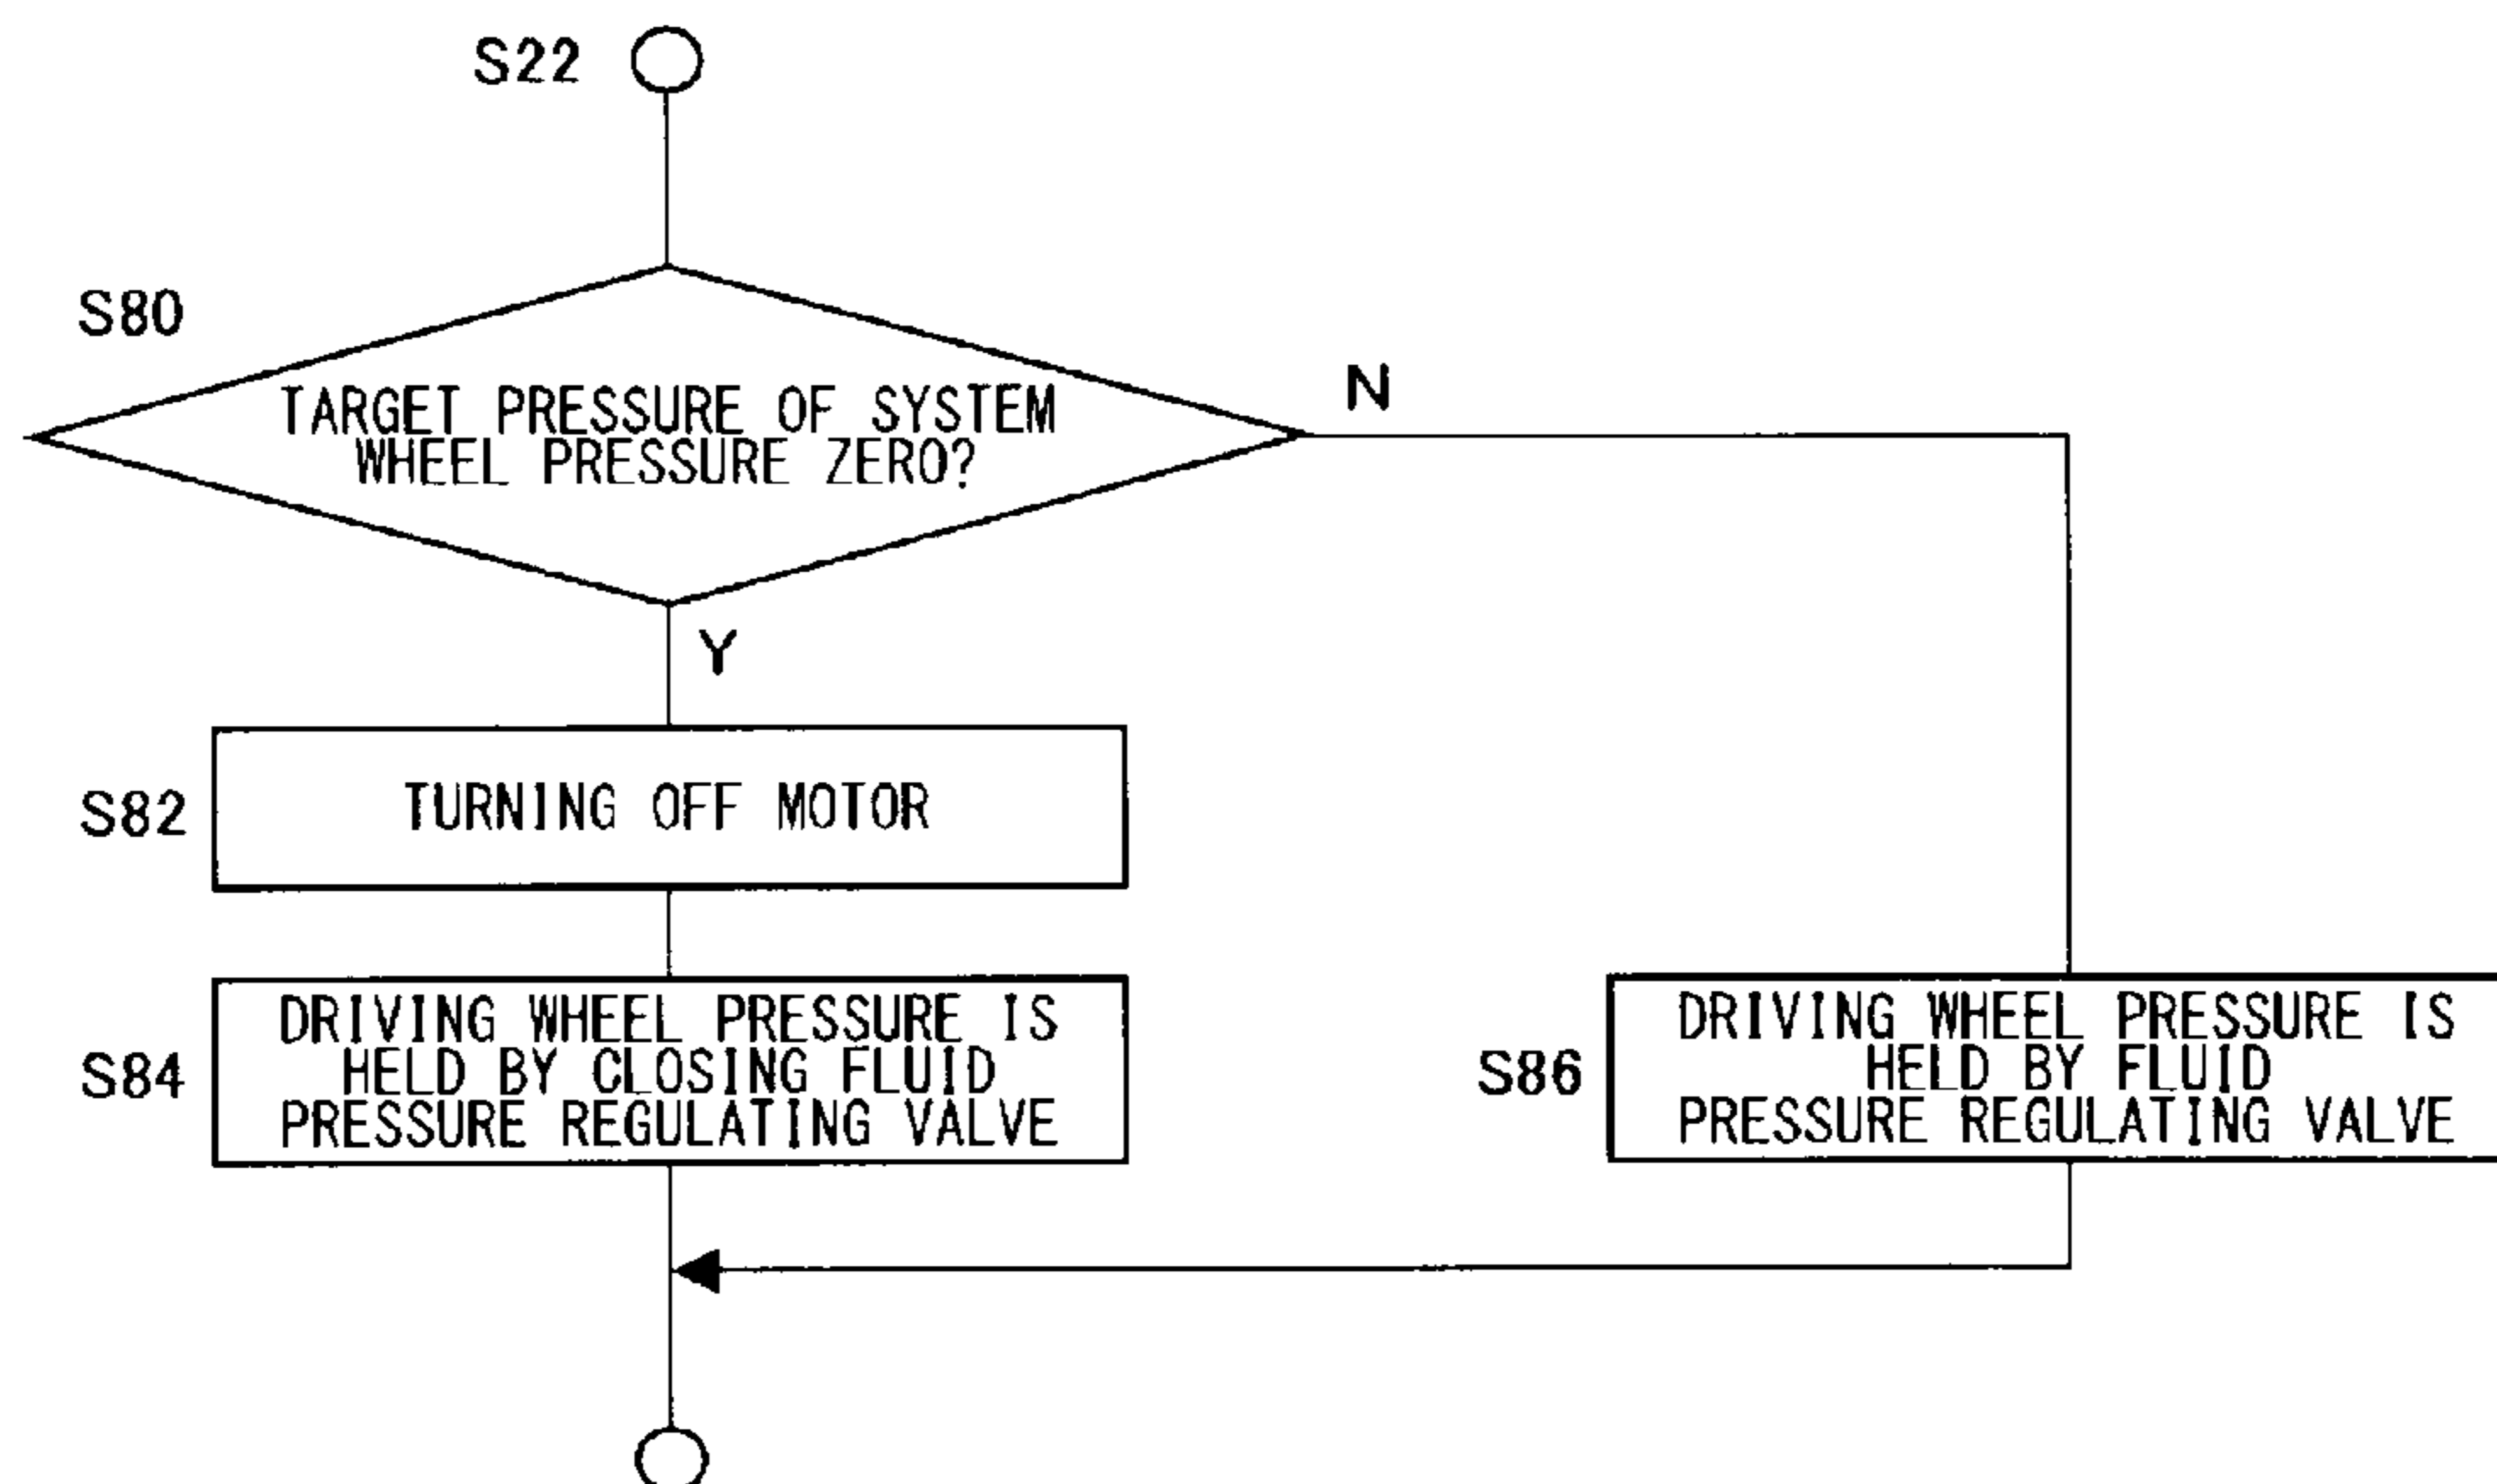 S22
S80
TARGET PRESSURE OF SYSTEM
WHEEL PRESSURE ZERO?
N
Y
S82
TURNING OFF MOTOR
S84
DRIVING WHEEL PRESSURE IS
HELD BY CLOSING FLUID
PRESSURE REGULATING VALVE
S86
DRIVING WHEEL PRESSURE IS
HELD BY FLUID
PRESSURE REGULATING VALVE